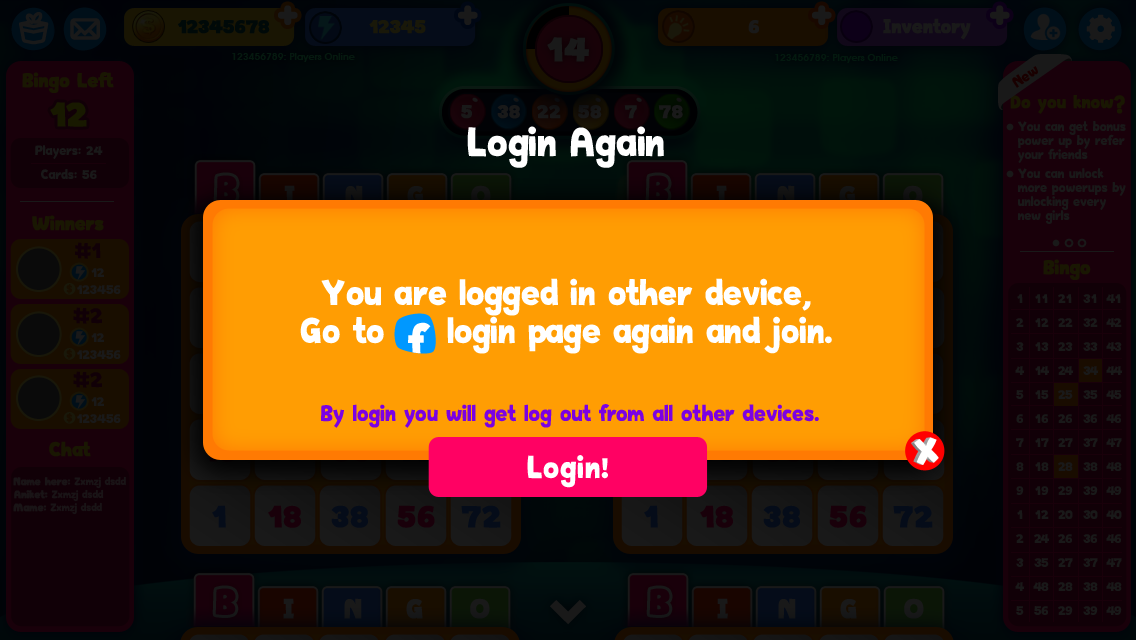 12345678
12345
14
6
Inventory
123456789: Players Online
123456789: Players Online
Bingo Left
12
Players: 24
Cards: 56
Winners
#1
12
123456
#2
12
123456
#2
12
123456
Chat
Name here: Zxmzj dsdd
Aniket: Zxmzj dsdd
Mame: Zxmzj dsdd
5 38 22 58 7 78
Login Again
B I N G O
B I N G O
You are logged in other device,
Go to f login page again and join.
By login you will get log out from all other devices.
X
Login!
1 18 38 56 72
1 18 38 56 72
B I N G O
B I N G O
New
Do you know?
You can get bonus
power up by refer
your friends
You can unlock
more powerups by
unlocking every
new girls
Bingo
1 11 21 31 41
2 12 22 32 42
3 13 23 33 43
4 14 24 34 44
5 15 25 35 45
6 16 26 36 46
7 17 27 37 47
8 18 28 38 48
9 19 29 39 49
1 12 20 30 40
2 24 26 36 46
3 35 27 37 47
4 48 28 38 48
5 56 29 39 49